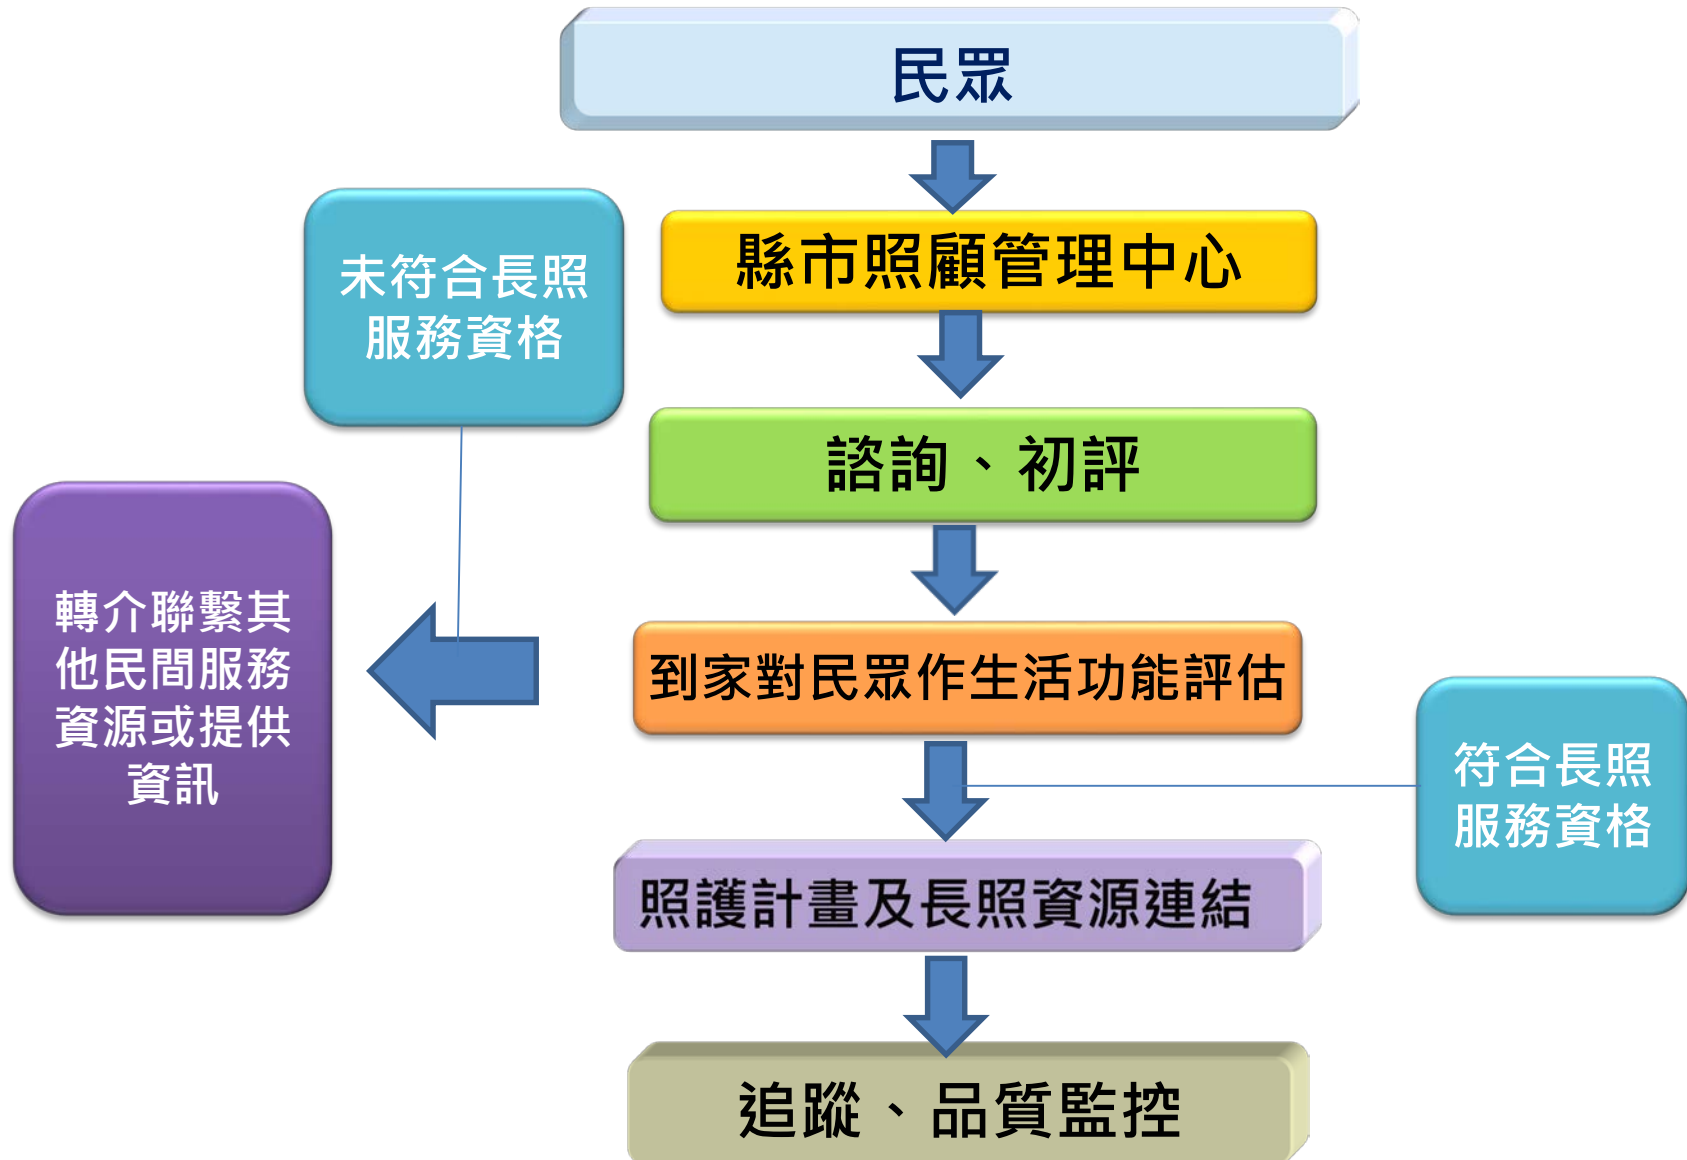 民眾
縣市照顧管理中心
未符合長照
服務資格
諮詢、初評
轉介聯繫其
他民間服務
資源或提供
資訊
到家對民眾作生活功能評估
符合長照
服務資格
照護計畫及長照資源連結
追蹤、品質監控